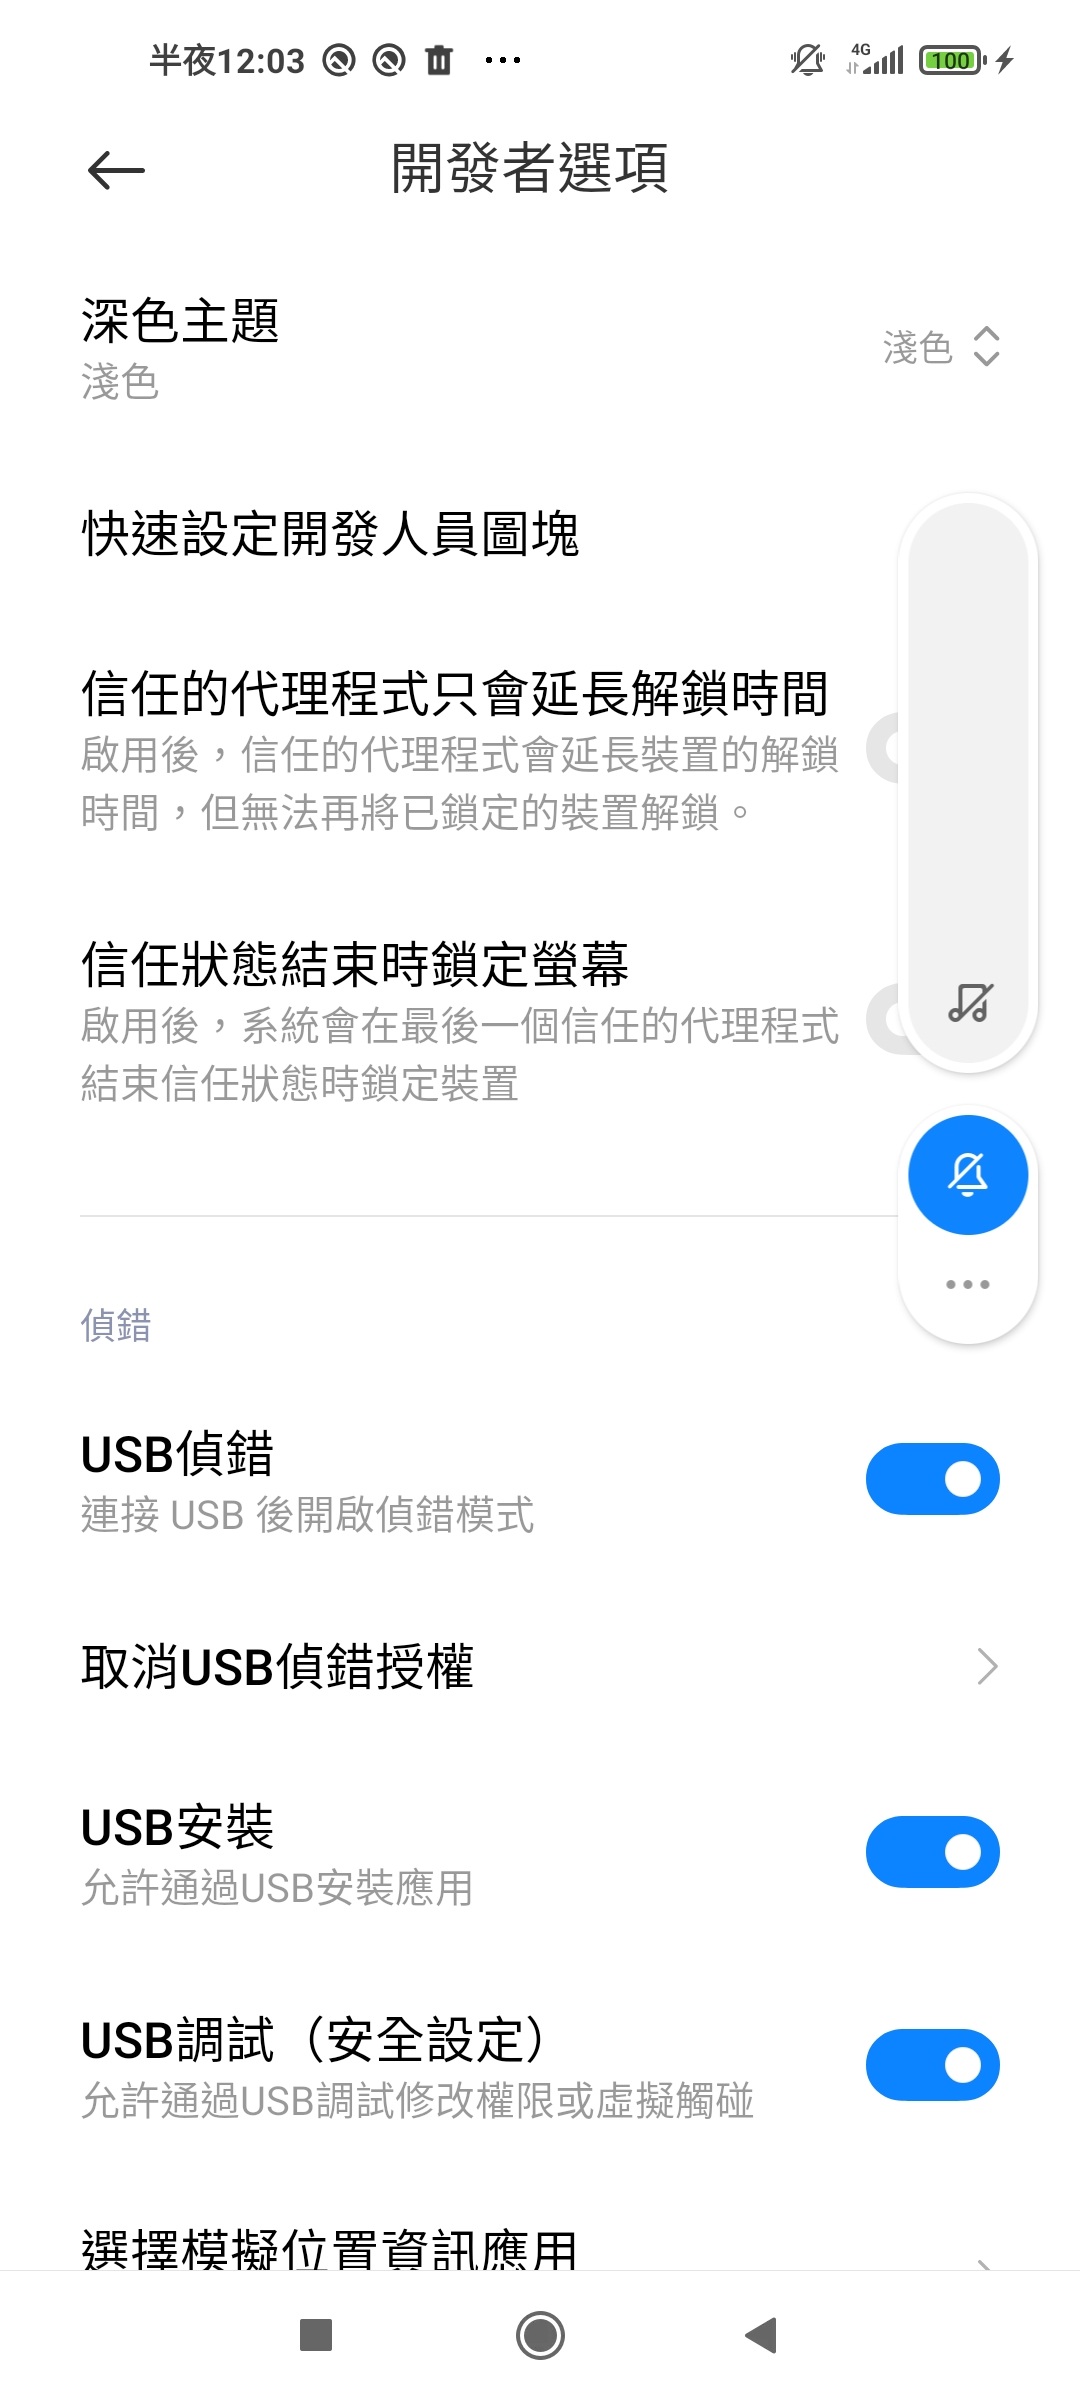 半夜12:03
4G
100
開發者選項
深色主題
淺色
淺色
快速設定開發人員圖塊
信任的代理程式只會延長解鎖時間
啟用後，信任的代理程式會延長裝置的解鎖
時間，但無法再將已鎖定的裝置解鎖。
信任狀態結束時鎖定螢幕
啟用後，系統會在最後一個信任的代理程式
結束信任狀態時鎖定裝置
偵錯
USB偵錯
連接 USB 後開啟偵錯模式
取消USB偵錯授權
USB安裝
允許通過USB安裝應用
USB調試（安全設定）
允許通過USB調試修改權限或虛擬觸碰
選擇模擬位置資訊應用